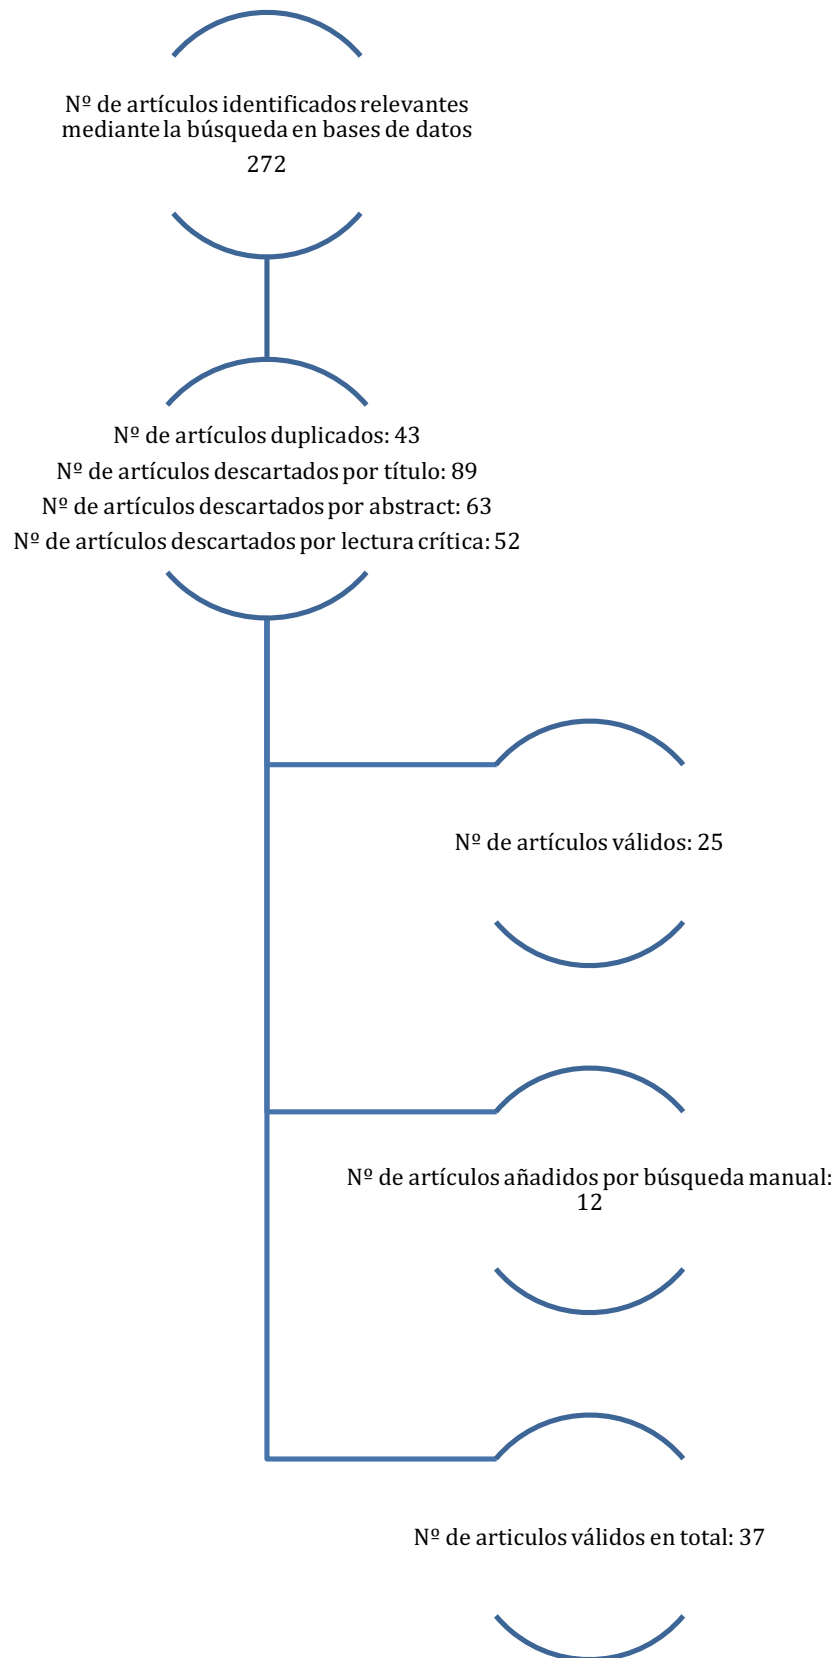 Nº de artículos identificados relevantes
mediante la búsqueda en bases de datos
272
Nº de artículos duplicados: 43
Nº de artículos descartados por título: 89
Nº de artículos descartados por abstract: 63
Nº de artículos descartados por lectura crítica: 52
Nº de artículos válidos: 25
Nº de artículos añadidos por búsqueda manual:
12
Nº de articulos válidos en total: 37